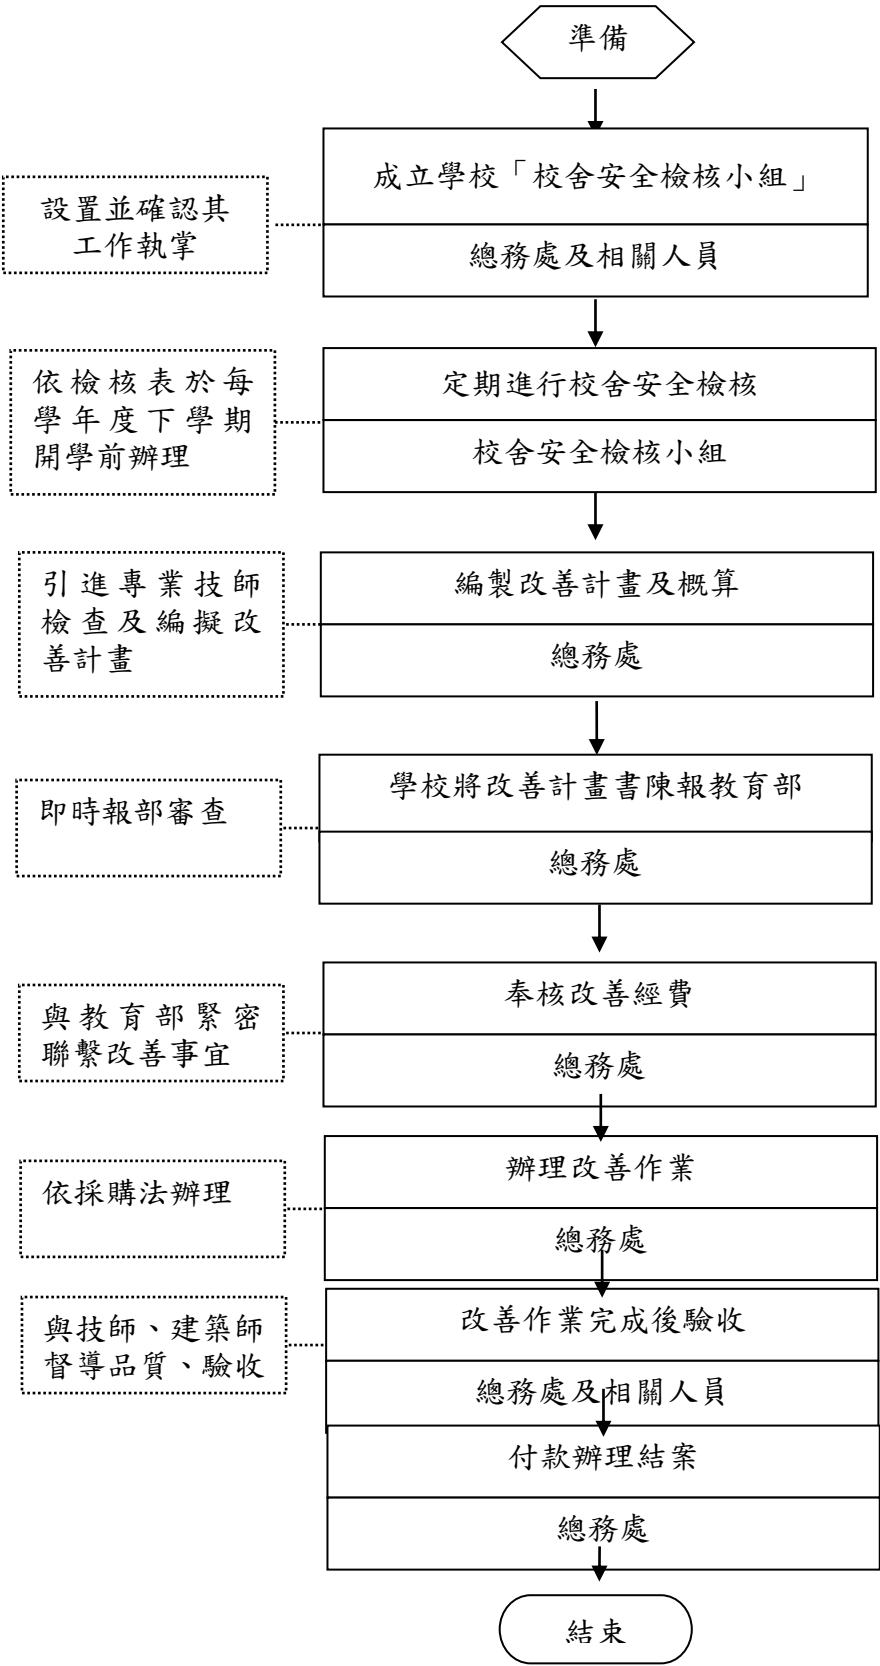 準備
成立學校「校舍安全檢核小組」
設置並確認其
工作執掌
總務處及相關人員
依檢核表於每
學年度下學期
開學前辦理
定期進行校舍安全檢核
校舍安全檢核小組
引進專業技師
檢查及編擬改
善計畫
編製改善計畫及概算
總務處
學校將改善計畫書陳報教育部
即時報部審查
總務處
奉核改善經費
與教育部緊密
聯繫改善事宜
總務處
辦理改善作業
依採購法辦理
總務處
改善作業完成後驗收
與技師、建築師
督導品質、驗收
總務處及相關人員
付款辦理結案
總務處
結束